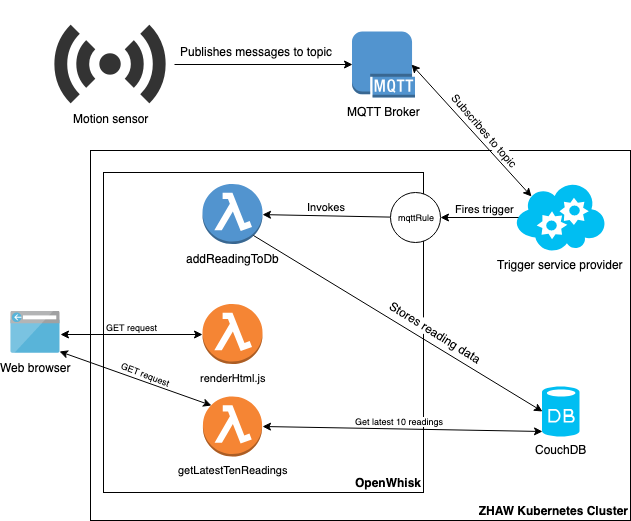 Publishes messages to topic
MQTT
Motion sensor
MQTT Broker
Subscribes to topic
Invokes
mqttRule
Fires trigger
addReadingToDb
Trigger service provider
Stores reading data
GET request
Web browser
renderHtml.js
GET request
DB
Get latest 10 readings
CouchDB
getLatestTenReadings
OpenWhisk
ZHAW Kubernetes Cluster